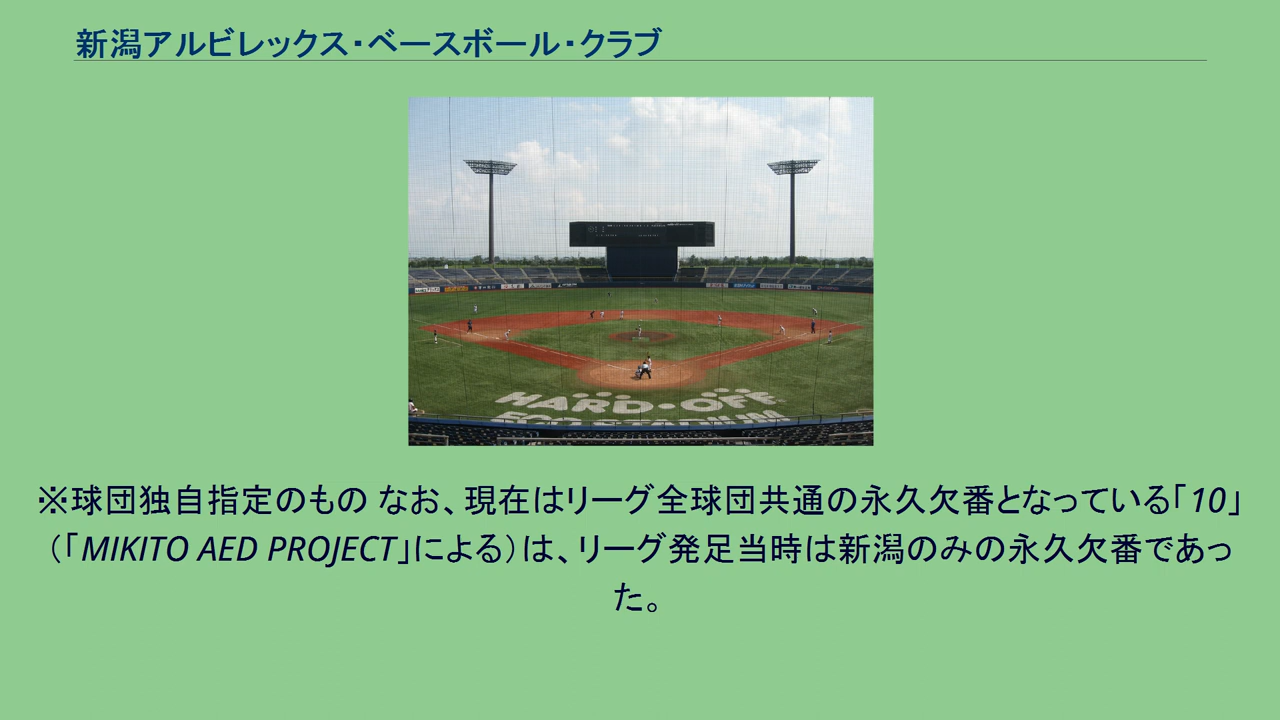 新潟アルビレックス・ベースボール・クラブ
HARD・OFF
ECO STADIUM
※球団独自指定のもの なお、現在はリーグ全球団共通の永久欠番となっている「10」
（「MIKITO AED PROJECT」による）は、リーグ発足当時は新潟のみの永久欠番であっ
た。